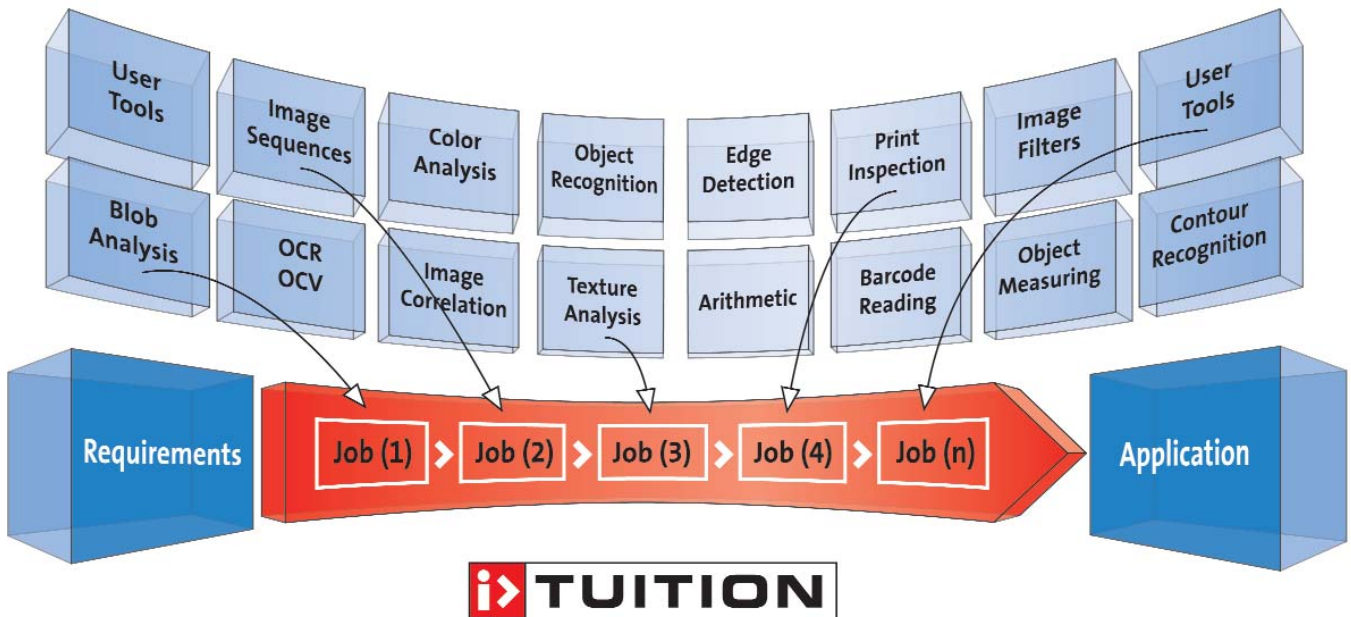 User
Tools
Image
Sequences
Color
Analysis
Object
Recognition
Edge
Detection
Print
Inspection
Image
Filters
User
Tools
Blob
Analysis
OCR
OCV
Image
Correlation
Texture
Analysis
Arithmetic
Barcode
Reading
Object
Measuring
Contour
Recognition
Requirements
Job (1)
Job (2)
Job (3)
Job (4)
Job (n)
Application
i> TUITION